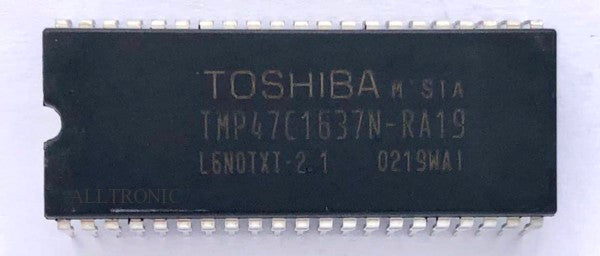 TOSHIBA M'SIA
TMP47C1637N-RA19
L6N0TXT-2.1 0219WAI
ALLTRONIC